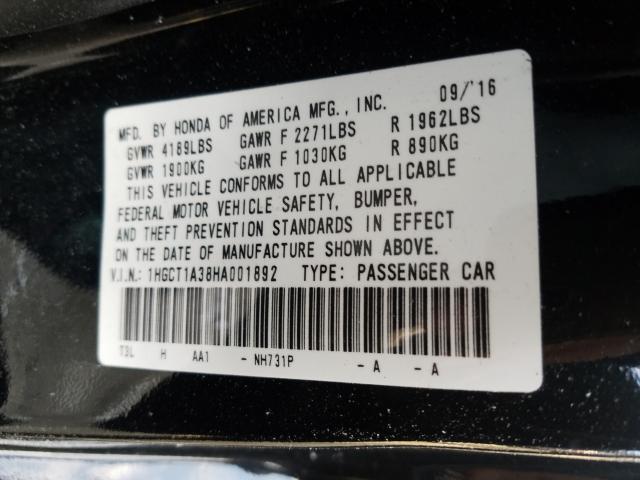 MFD. BY HONDA OF AMERICA MFG., INC. 09/'16
GVWR 4189LBS GAWR F 2271LBS R 1962LBS
GVWR 1900KG GAWR F 1030KG R 890KG
THIS VEHICLE CONFORMS TO ALL APPLICABLE
FEDERAL MOTOR VEHICLE SAFETY, BUMPER,
AND THEFT PREVENTION STANDARDS IN EFFECT
ON THE DATE OF MANUFACTURE SHOWN ABOVE.
V.I.N.: 1HGCT1A38HA001892 TYPE: PASSENGER CAR
T3L H AA1 - NH731P - A - A